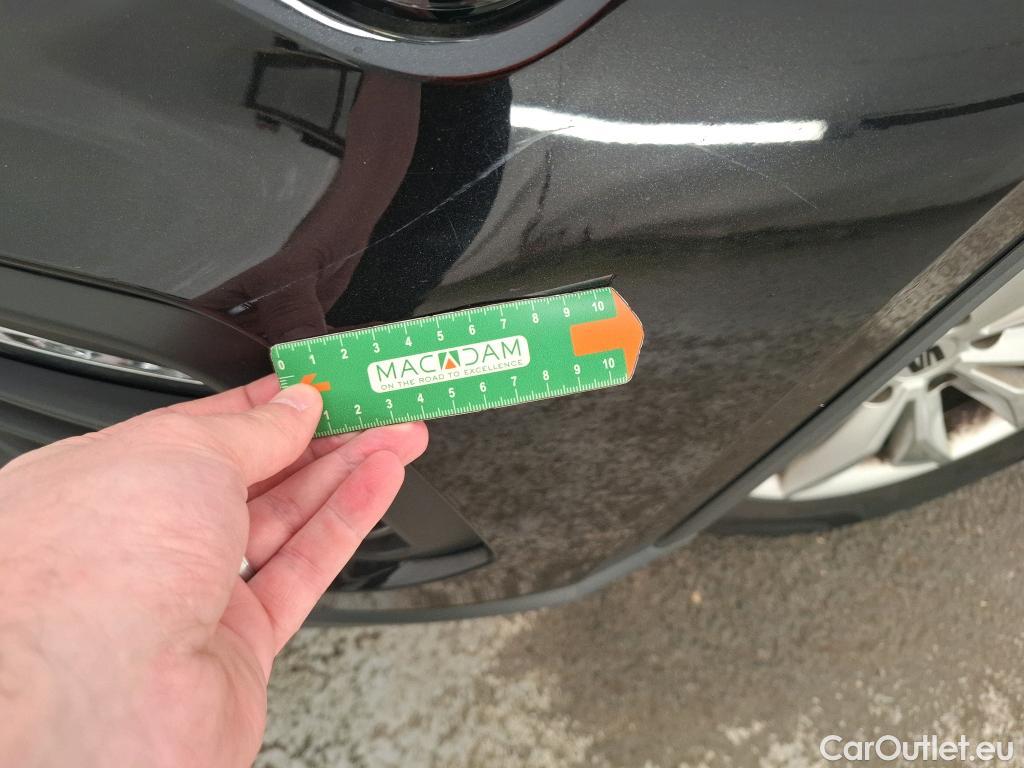 0 1 2 3 4 5 6 7 8 9 10
MACADAM
ON THE ROAD TO EXCELLENCE
1 2 3 4 5 6 7 8 9 10
CarOutlet.eu